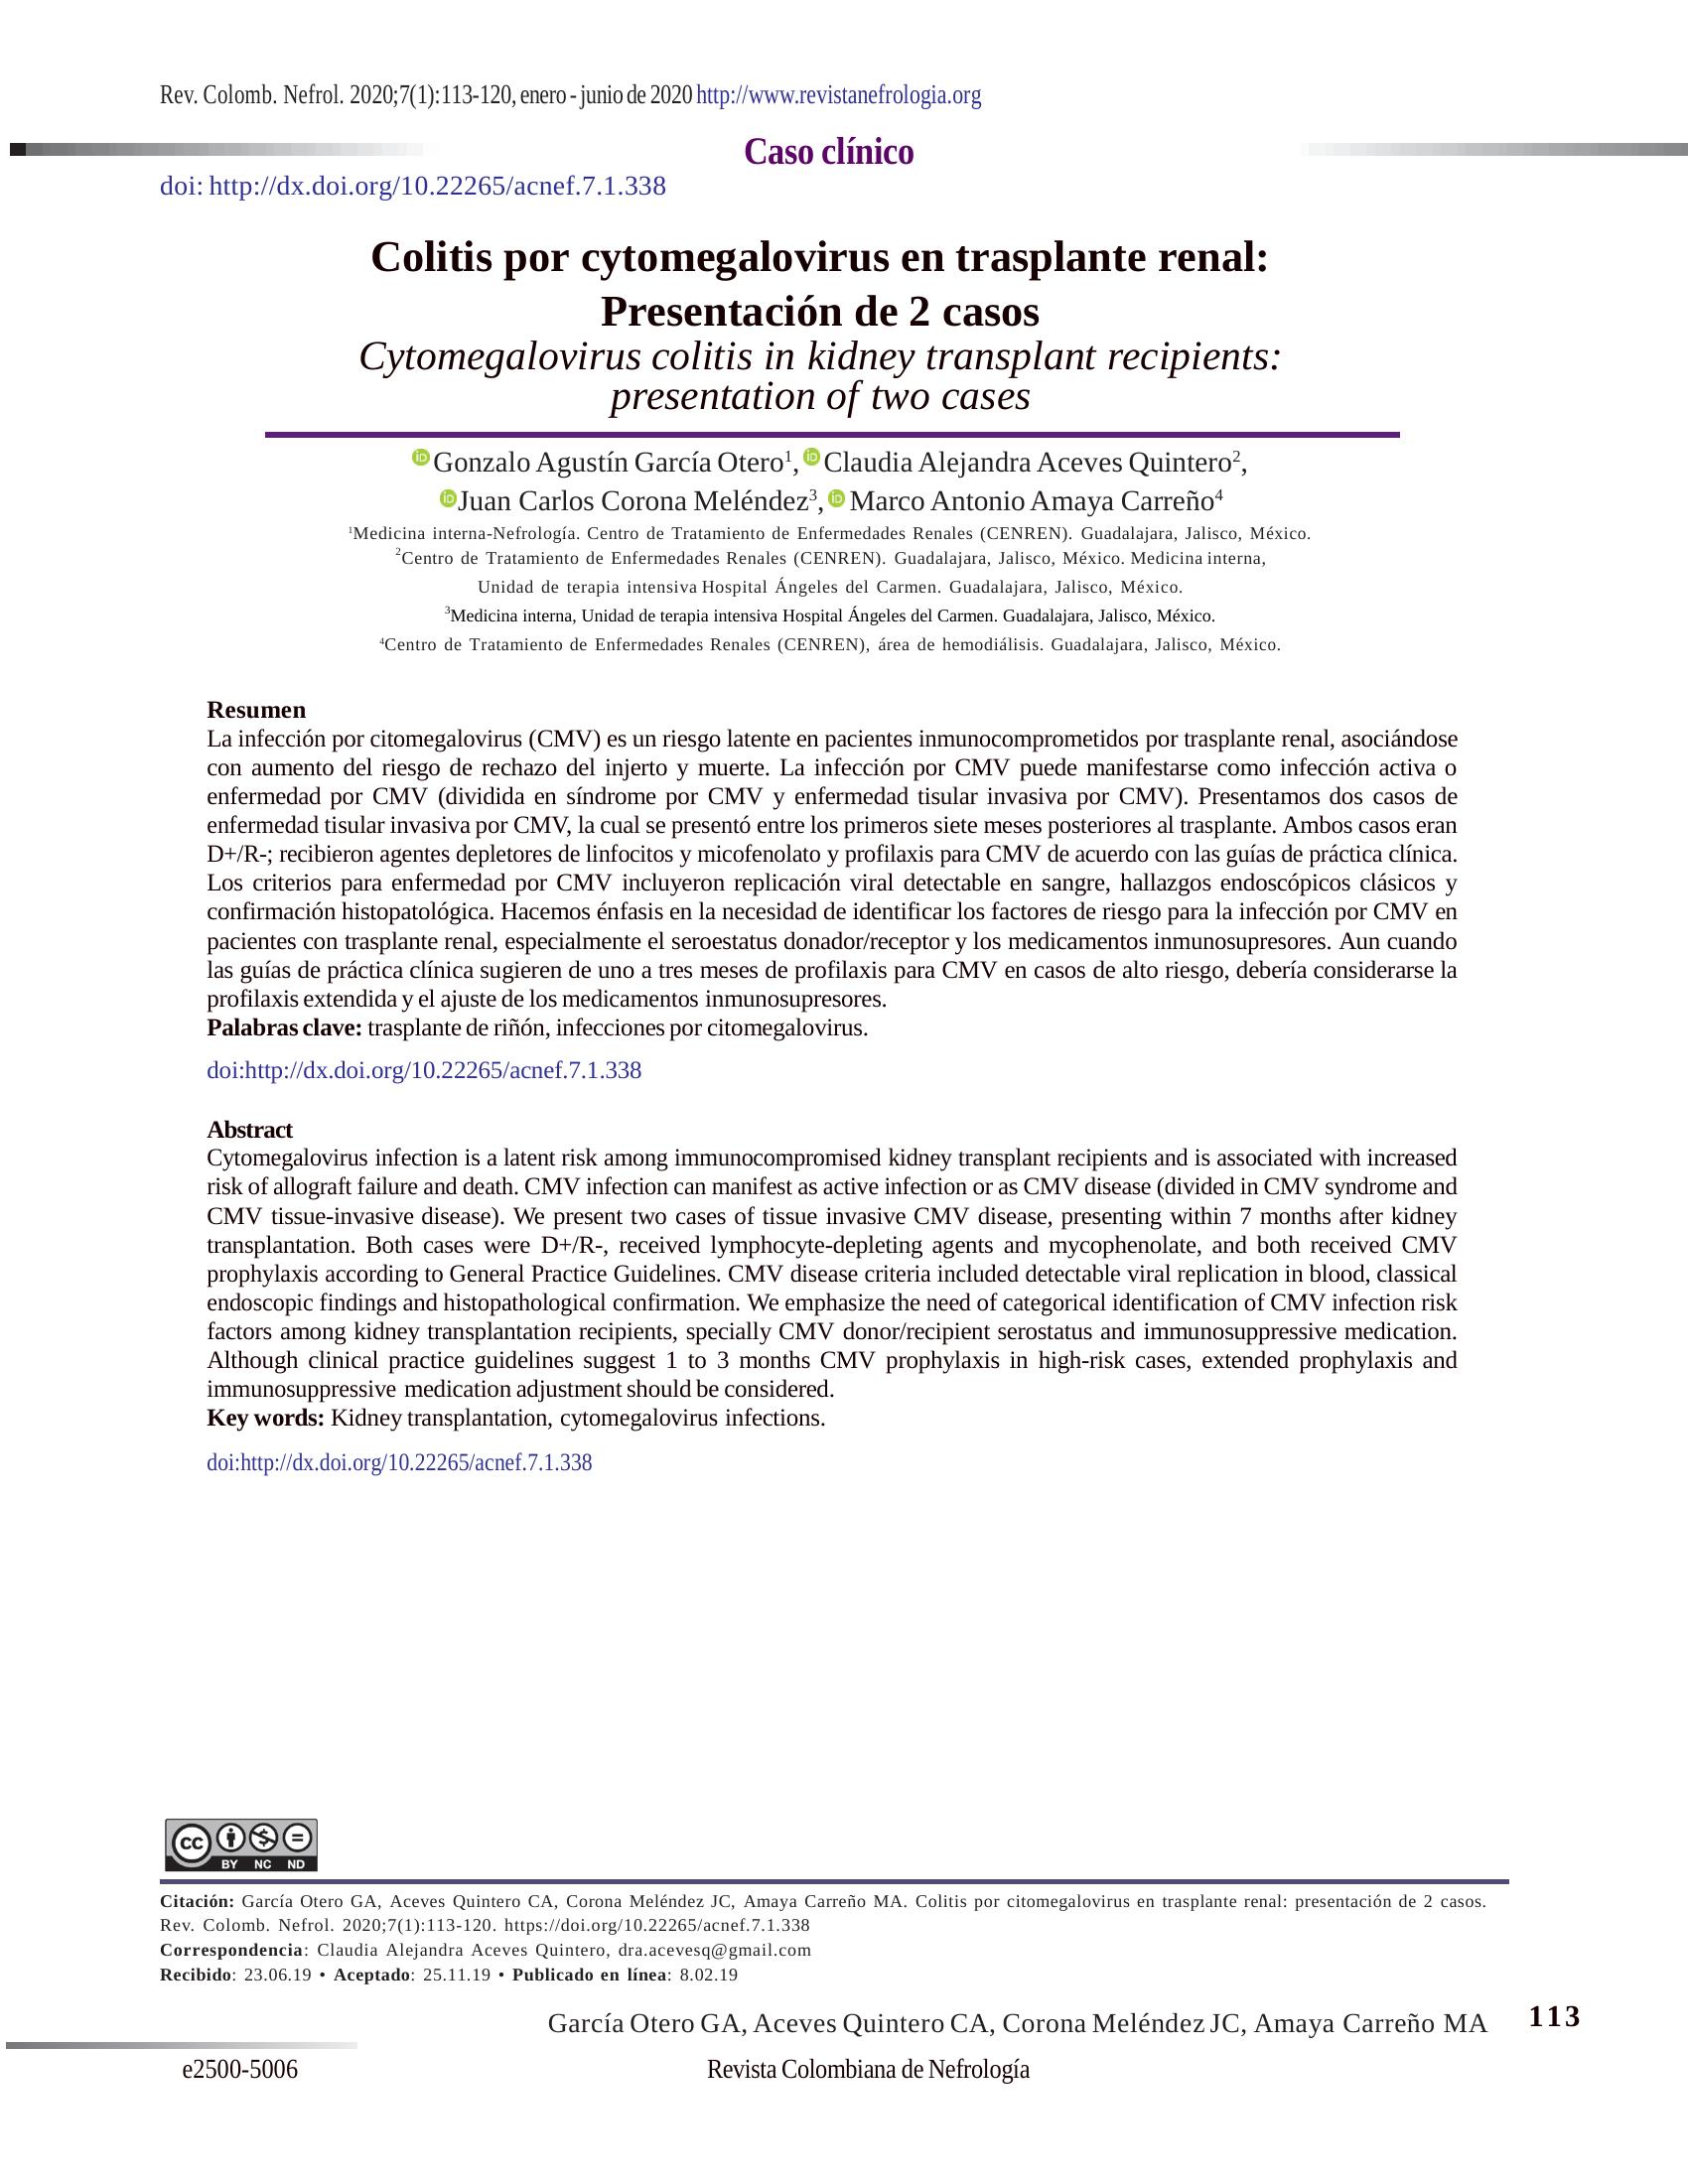 Rev. Colomb. Nefrol. 2020;7(1):113-120, enero - junio de 2020 http://www.revistanefrologia.org
Caso clínico
doi: http://dx.doi.org/10.22265/acnef.7.1.338
Colitis por cytomegalovirus en trasplante renal:
Presentación de 2 casos
Cytomegalovirus colitis in kidney transplant recipients:
presentation of two cases
iD Gonzalo Agustín García Otero1, iD Claudia Alejandra Aceves Quintero2,
iD Juan Carlos Corona Meléndez3, iD Marco Antonio Amaya Carreño4
1Medicina interna-Nefrología. Centro de Tratamiento de Enfermedades Renales (CENREN). Guadalajara, Jalisco, México.
2Centro de Tratamiento de Enfermedades Renales (CENREN). Guadalajara, Jalisco, México. Medicina interna,
Unidad de terapia intensiva Hospital Ángeles del Carmen. Guadalajara, Jalisco, México.
3Medicina interna, Unidad de terapia intensiva Hospital Ángeles del Carmen. Guadalajara, Jalisco, México.
4Centro de Tratamiento de Enfermedades Renales (CENREN), área de hemodiálisis. Guadalajara, Jalisco, México.
Resumen
La infección por citomegalovirus (CMV) es un riesgo latente en pacientes inmunocomprometidos por trasplante renal, asociándose
con aumento del riesgo de rechazo del injerto y muerte. La infección por CMV puede manifestarse como infección activa o
enfermedad por CMV (dividida en síndrome por CMV y enfermedad tisular invasiva por CMV). Presentamos dos casos de
enfermedad tisular invasiva por CMV, la cual se presentó entre los primeros siete meses posteriores al trasplante. Ambos casos eran
D+/R-; recibieron agentes depletores de linfocitos y micofenolato y profilaxis para CMV de acuerdo con las guías de práctica clínica.
Los criterios para enfermedad por CMV incluyeron replicación viral detectable en sangre, hallazgos endoscópicos clásicos y
confirmación histopatológica. Hacemos énfasis en la necesidad de identificar los factores de riesgo para la infección por CMV en
pacientes con trasplante renal, especialmente el seroestatus donador/receptor y los medicamentos inmunosupresores. Aun cuando
las guías de práctica clínica sugieren de uno a tres meses de profilaxis para CMV en casos de alto riesgo, debería considerarse la
profilaxis extendida y el ajuste de los medicamentos inmunosupresores.
Palabras clave: trasplante de riñón, infecciones por citomegalovirus.
doi:http://dx.doi.org/10.22265/acnef.7.1.338
Abstract
Cytomegalovirus infection is a latent risk among immunocompromised kidney transplant recipients and is associated with increased
risk of allograft failure and death. CMV infection can manifest as active infection or as CMV disease (divided in CMV syndrome and
CMV tissue-invasive disease). We present two cases of tissue invasive CMV disease, presenting within 7 months after kidney
transplantation. Both cases were D+/R-, received lymphocyte-depleting agents and mycophenolate, and both received CMV
prophylaxis according to General Practice Guidelines. CMV disease criteria included detectable viral replication in blood, classical
endoscopic findings and histopathological confirmation. We emphasize the need of categorical identification of CMV infection risk
factors among kidney transplantation recipients, specially CMV donor/recipient serostatus and immunosuppressive medication.
Although clinical practice guidelines suggest 1 to 3 months CMV prophylaxis in high-risk cases, extended prophylaxis and
immunosuppressive medication adjustment should be considered.
Key words: Kidney transplantation, cytomegalovirus infections.
doi:http://dx.doi.org/10.22265/acnef.7.1.338
cc BY NC ND
Citación: García Otero GA, Aceves Quintero CA, Corona Meléndez JC, Amaya Carreño MA. Colitis por citomegalovirus en trasplante renal: presentación de 2 casos.
Rev. Colomb. Nefrol. 2020;7(1):113-120. https://doi.org/10.22265/acnef.7.1.338
Correspondencia: Claudia Alejandra Aceves Quintero, dra.acevesq@gmail.com
Recibido: 23.06.19 • Aceptado: 25.11.19 • Publicado en línea: 8.02.19
García Otero GA, Aceves Quintero CA, Corona Meléndez JC, Amaya Carreño MA 113
e2500-5006 Revista Colombiana de Nefrología